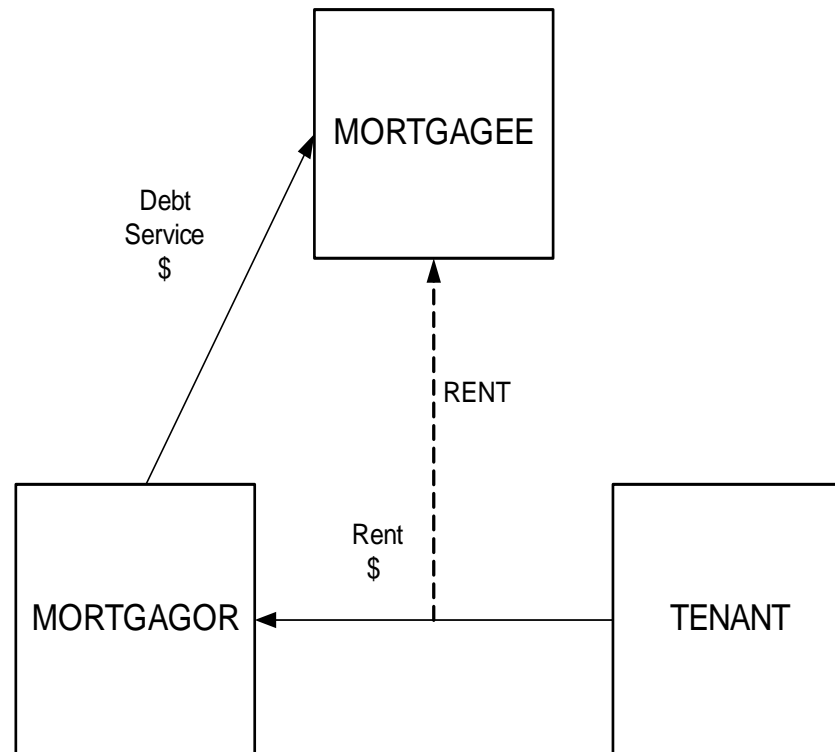 MORTGAGEE
Debt
Service
$
RENT
Rent
$
MORTGAGOR
TENANT